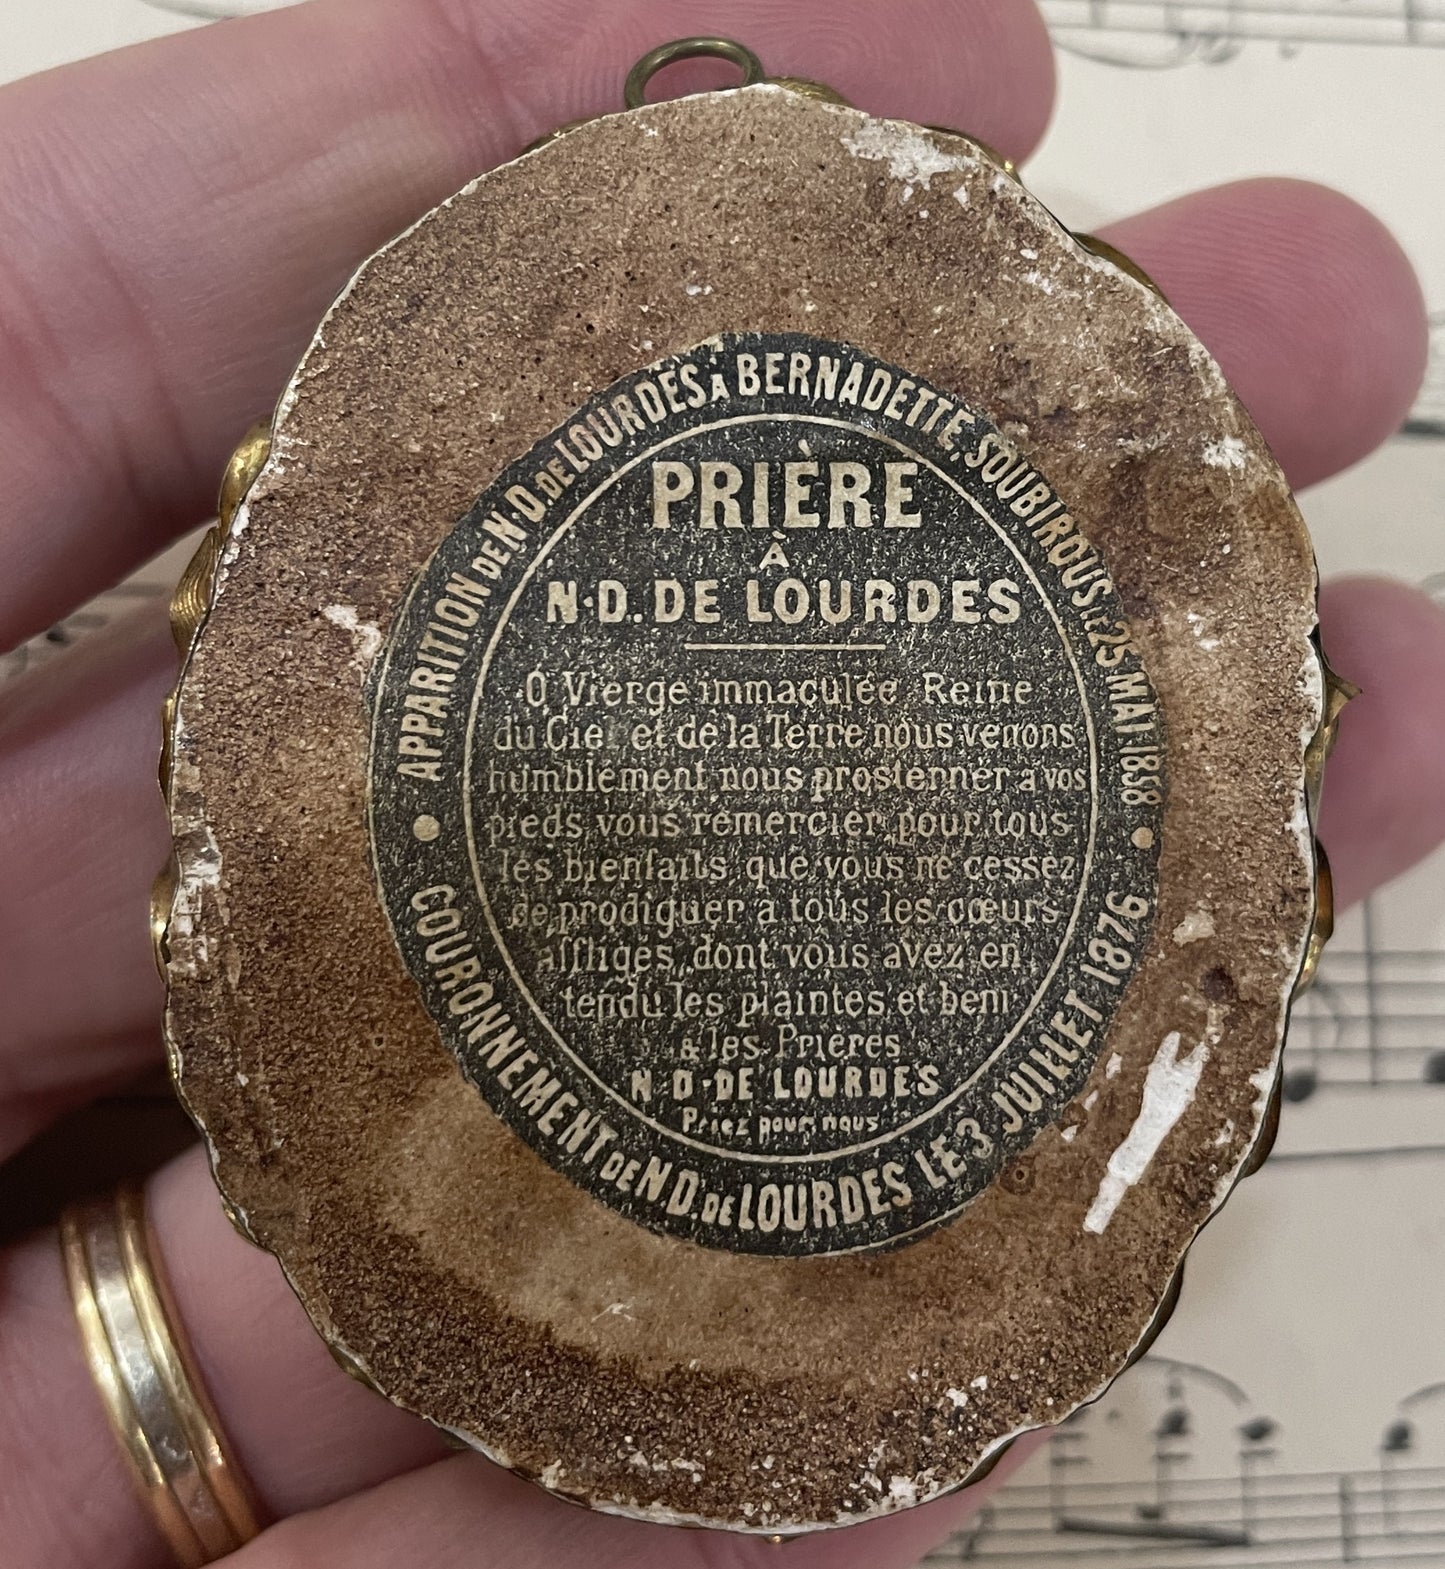 APPARITION DE N.D. DE LOURDES À BERNADETTE, SOUBIROUS, 25 MAI 1858
PRIÈRE
À
N.D. DE LOURDES
O Vierge immaculée Reine
du Ciel et de la Terre nous venons
humblement nous prosterner a vos
pieds vous remercier pour tous
les bienfaits que vous ne cessez
de prodiguer a tous les cœurs
affligés dont vous avez en
tendu les plaintes et beni
les Prières
N.D. DE LOURDES
Priez pour nous
COURONNEMENT DE N.D. DE LOURDES LE 3 JUILLET 1876